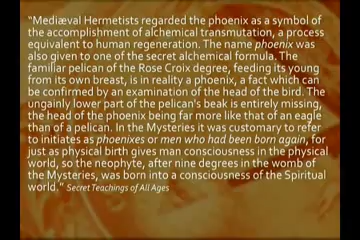 “Mediæval Hermetists regarded the phoenix as a symbol of
the accomplishment of alchemical transmutation, a process
equivalent to human regeneration. The name phoenix was
also given to one of the secret alchemical formula. The
familiar pelican of the Rose Croix degree, feeding its young
from its own breast, is in reality a phoenix, a fact which can
be confirmed by an examination of the head of the bird. The
ungainly lower part of the pelican's beak is entirely missing,
the head of the phoenix being far more like that of an eagle
than of a pelican. In the Mysteries it was customary to refer
to initiates as phoenixes or men who had been born again, for
just as physical birth gives man consciousness in the physical
world, so the neophyte, after nine degrees in the womb of
the Mysteries, was born into a consciousness of the Spiritual
world.” Secret Teachings of All Ages